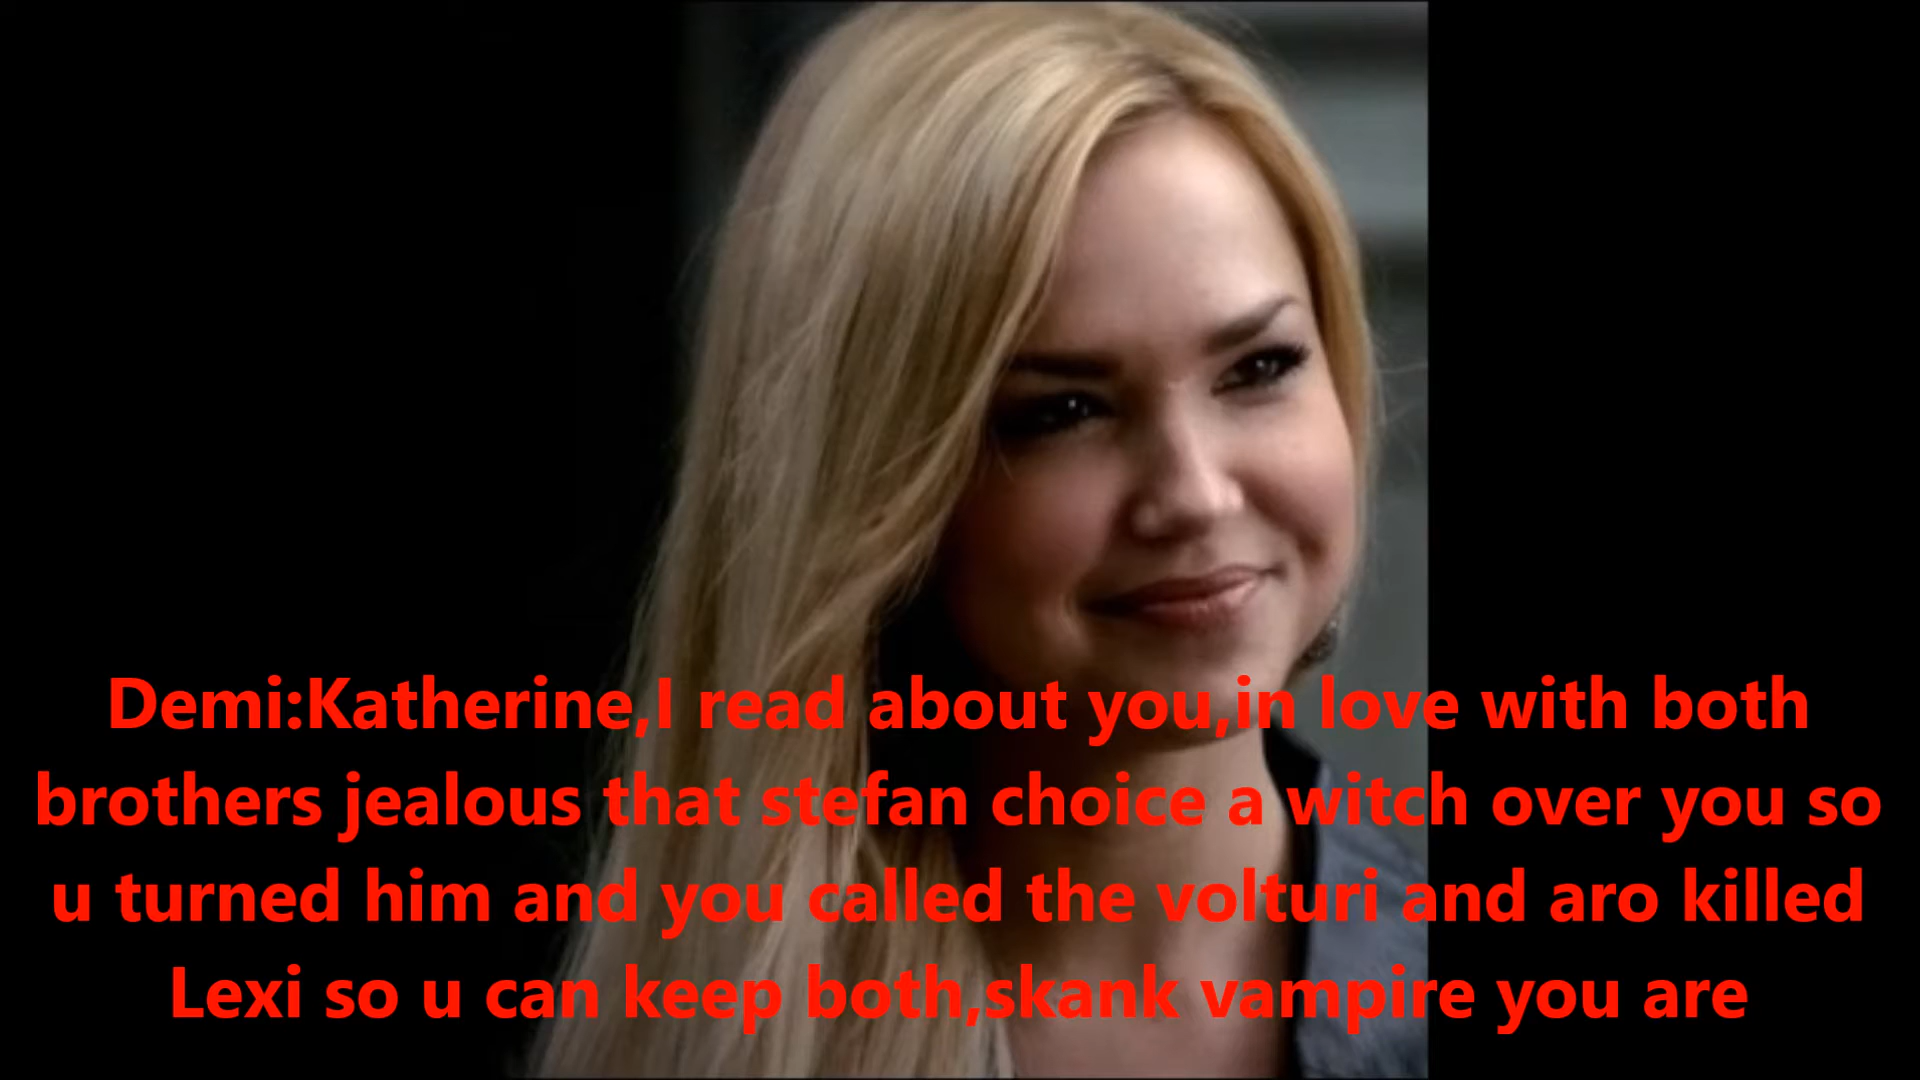 Demi:Katherine,I read about you,in love with both
brothers jealous that stefan choice a witch over you so
u turned him and you called the volturi and aro killed
Lexi so u can keep both,skank vampire you are